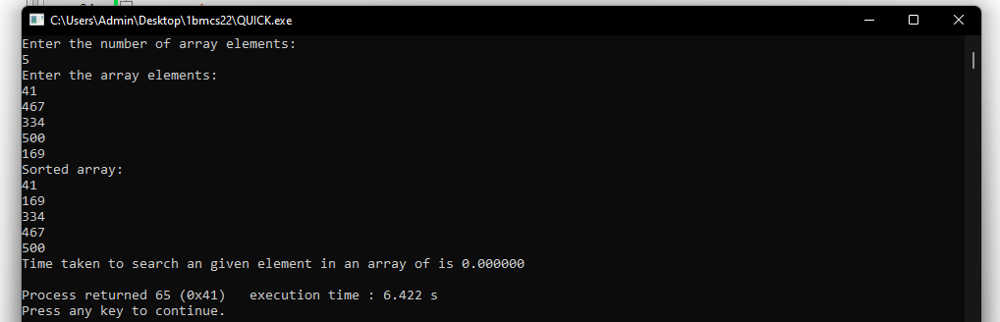 C:\Users\Admin\Desktop\1bmcs22\QUICK.exe
Enter the number of array elements:
5
Enter the array elements:
41
467
334
500
169
Sorted array:
41
169
334
467
500
Time taken to search an given element in an array of is 0.000000
Process returned 65 (0x41)   execution time : 6.422 s
Press any key to continue.